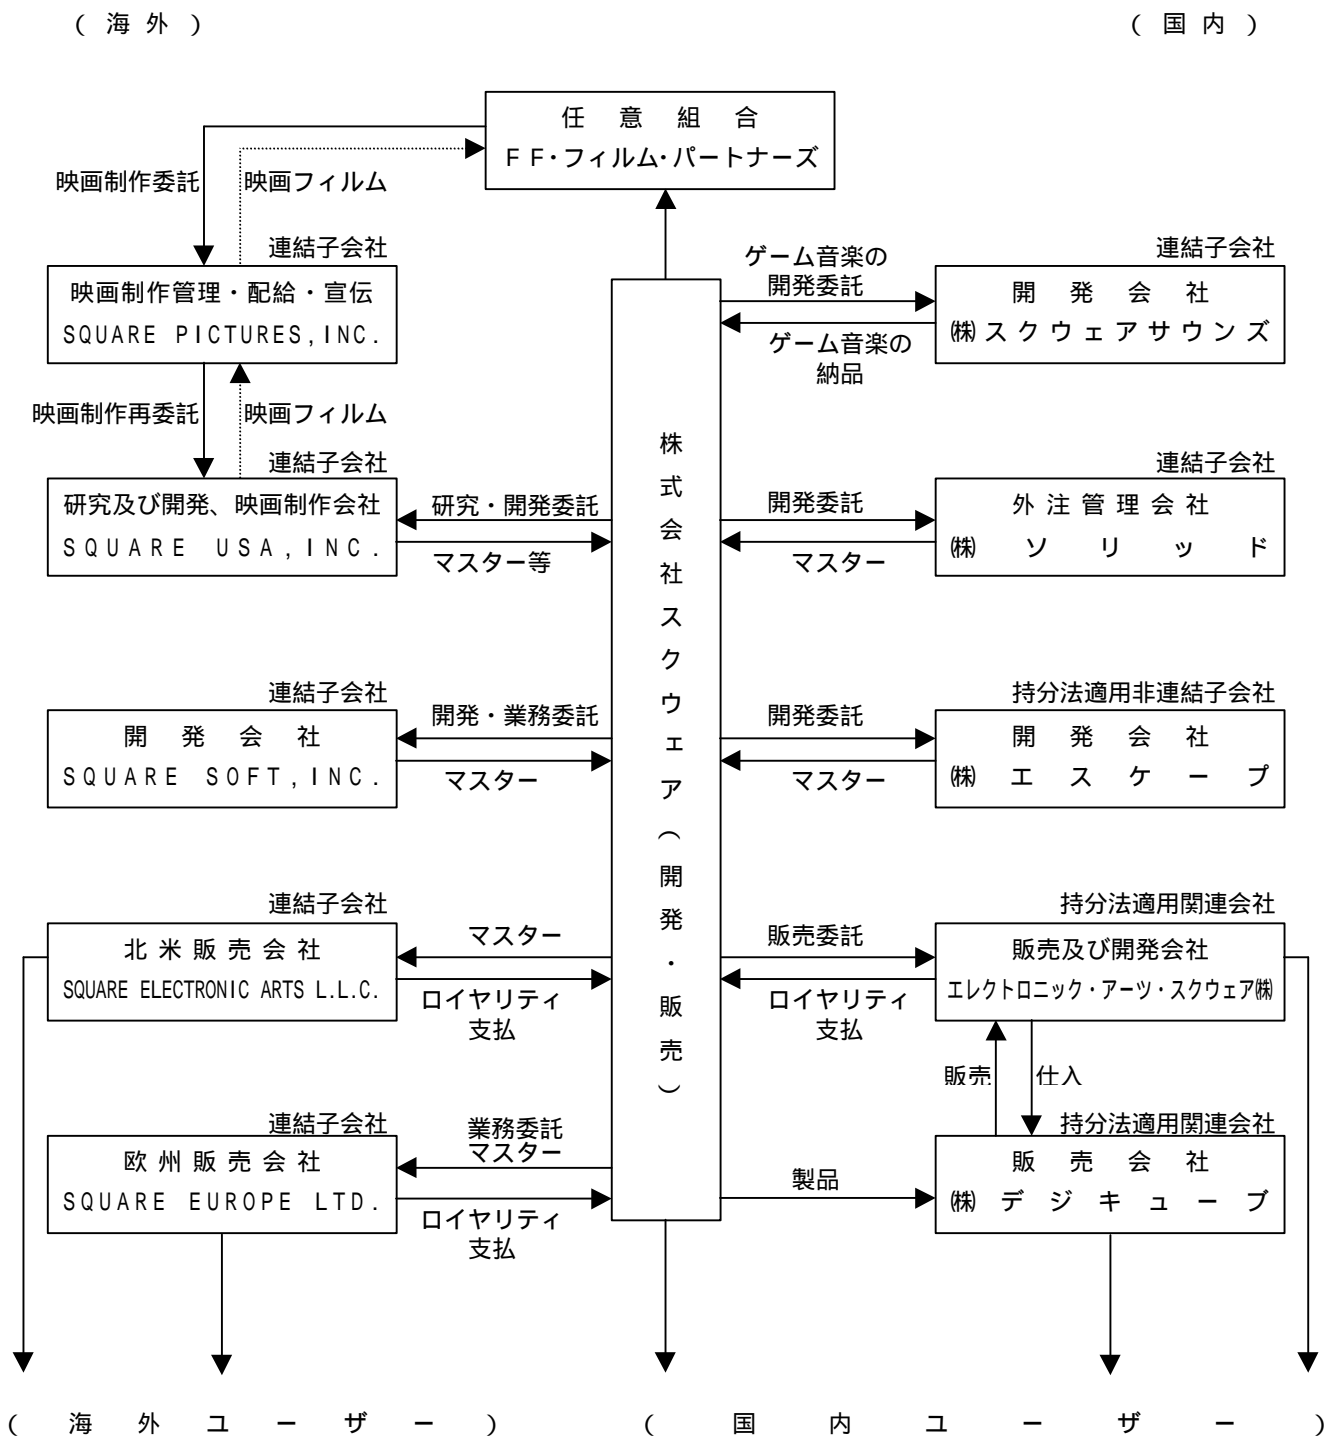 (海外)
(国内)
任意組合
FF・フィルム・パートナーズ
映画制作委託
映画フィルム
連結子会社
映画制作管理・配給・宣伝
SQUARE PICTURES,INC.
ゲーム音楽の
開発委託
ゲーム音楽の
納品
連結子会社
開発会社
㈱スクウェアサウンズ
映画制作再委託
映画フィルム
連結子会社
研究及び開発、映画制作会社
SQUARE USA,INC.
研究・開発委託
マスター等
株式会社スクウェア(開発・販売)
開発委託
マスター
連結子会社
外注管理会社
㈱ソリッド
連結子会社
開発会社
SQUARE SOFT,INC.
開発・業務委託
マスター
開発委託
マスター
持分法適用非連結子会社
開発会社
㈱エスケープ
連結子会社
北米販売会社
SQUARE ELECTRONIC ARTS L.L.C.
マスター
ロイヤリティ
支払
販売委託
ロイヤリティ
支払
持分法適用関連会社
販売及び開発会社
エレクトロニック・アーツ・スクウェア㈱
販売
仕入
連結子会社
欧州販売会社
SQUARE EUROPE LTD.
業務委託
マスター
ロイヤリティ
支払
製品
持分法適用関連会社
販売会社
㈱デジキューブ
(海外ユーザー)
(国内ユーザー)